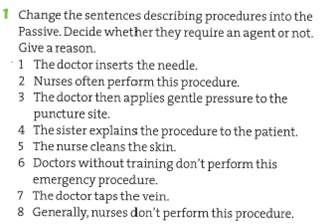 1 Change the sentences describing procedures into the
Passive. Decide whether they require an agent or not.
Give a reason.
1 The doctor inserts the needle.
2 Nurses often perform this procedure.
3 The doctor then applies gentle pressure to the
puncture site.
4 The sister explains the procedure to the patient.
5 The nurse cleans the skin.
6 Doctors without training don't perform this
emergency procedure.
7 The doctor taps the vein.
8 Generally, nurses don't perform this procedure.